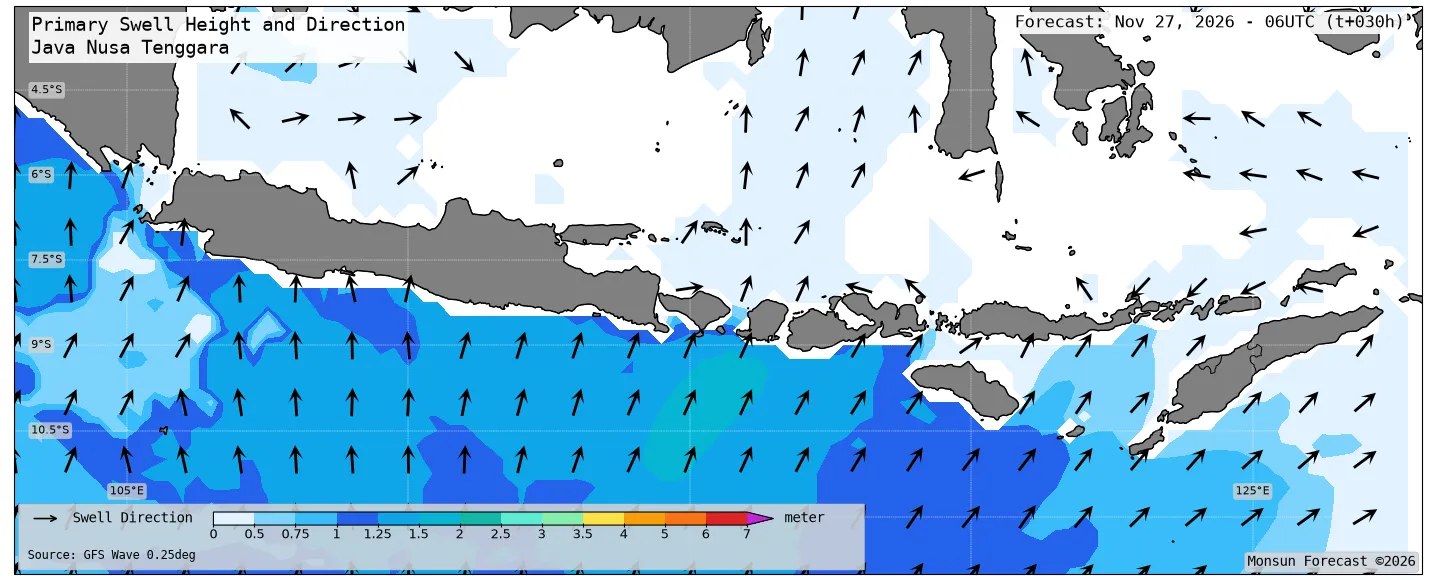 Primary Swell Height and Direction
Java Nusa Tenggara
Forecast: Nov 27, 2026 - 06UTC (t+030h)
4.5°S
6°S
7.5°S
9°S
10.5°S
105°E
125°E
Swell Direction
0 0.5 0.75 1 1.25 1.5 2 2.5 3 3.5 4 5 6 7
meter
Source: GFS Wave 0.25deg
Monsun Forecast ©2026